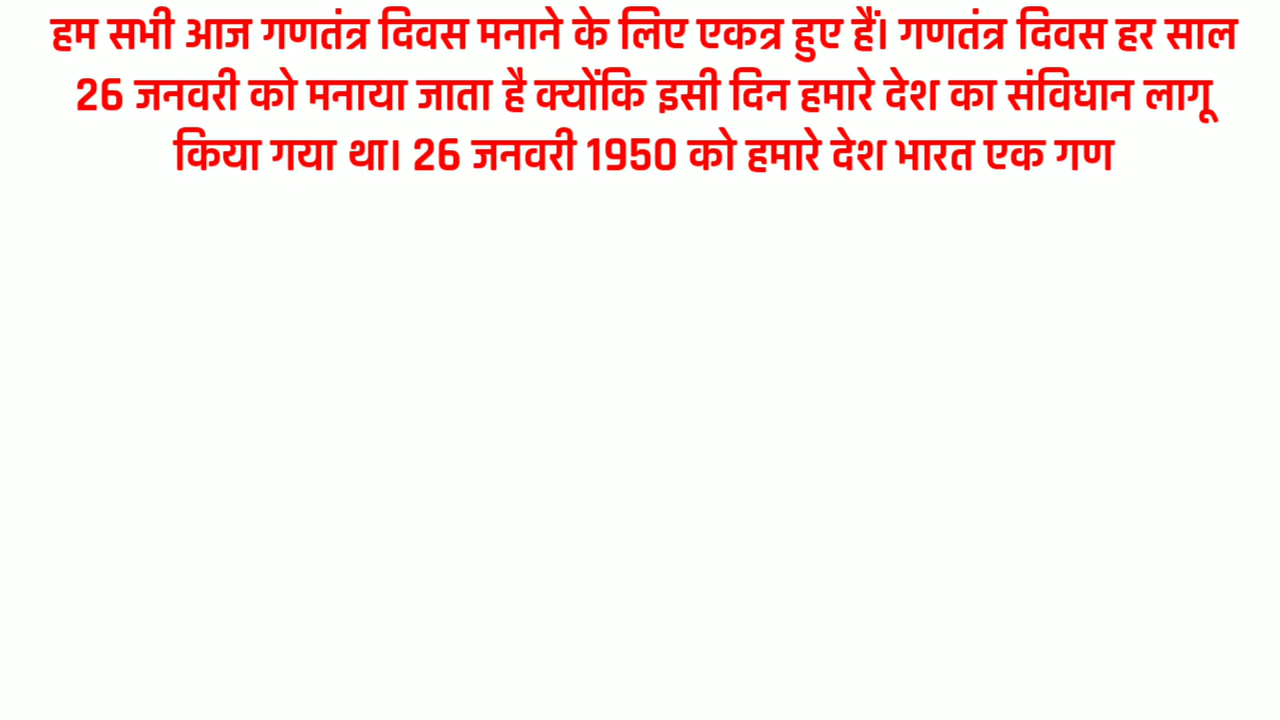 हम सभी आज गणतंत्र दिवस मनाने के लिए एकत्र हुए हैं। गणतंत्र दिवस हर साल
26 जनवरी को मनाया जाता है क्योंकि इसी दिन हमारे देश का संविधान लागू
किया गया था। 26 जनवरी 1950 को हमारे देश भारत एक गण